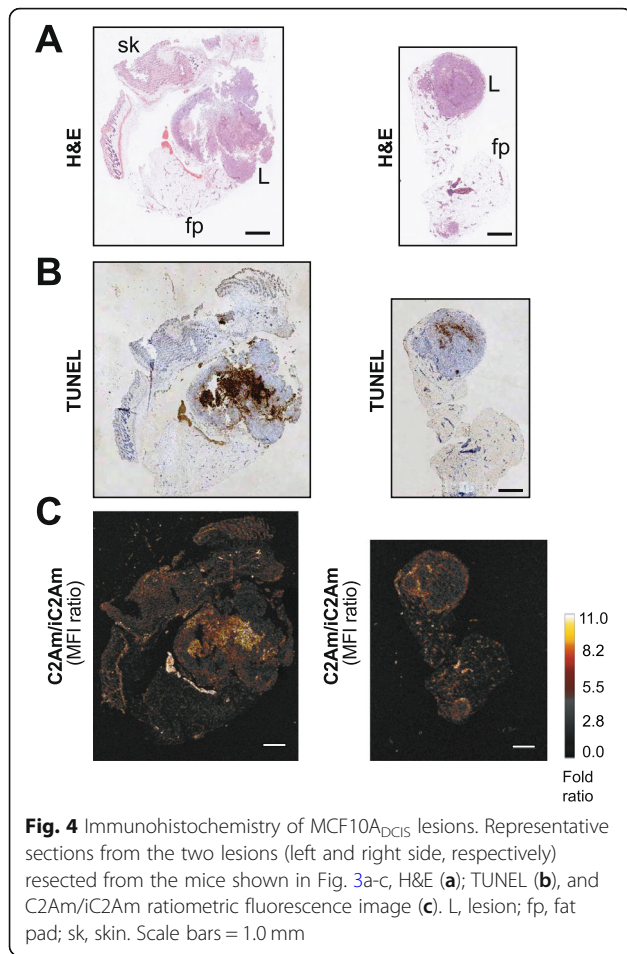 A
H&E
sk
L
fp
H&E
L
fp
B
TUNEL
TUNEL
C
C2Am/iC2Am
(MFI ratio)
C2Am/iC2Am
(MFI ratio)
11.0
8.2
5.5
2.8
0.0
Fold
ratio
Fig. 4 Immunohistochemistry of MCF10ADCIS lesions. Representative
sections from the two lesions (left and right side, respectively)
resected from the mice shown in Fig. 3a-c, H&E (a); TUNEL (b), and
C2Am/iC2Am ratiometric fluorescence image (c). L, lesion; fp, fat
pad; sk, skin. Scale bars = 1.0 mm